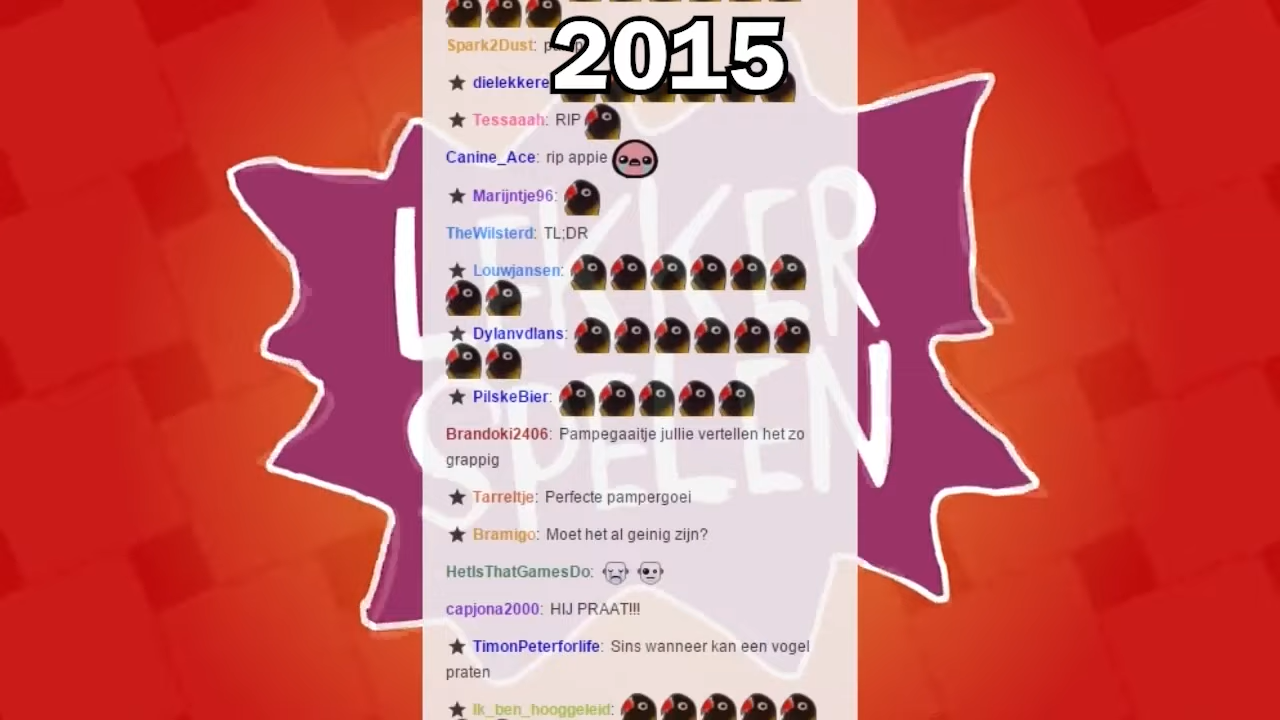 2015
Spark2Dust:
dielekkere
Tessaaah: RIP
Canine_Ace: rip appie
Marijntje96:
TheWilsterd: TL;DR
Louwjansen:
Dylanvdlans:
PilskeBier:
Brandoki2406: Pampegaaitje jullie vertellen het zo
grappig
Tarreltje: Perfecte pampergoei
Bramigo: Moet het al geinig zijn?
HetIsThatGamesDo:
capjona2000: HIJ PRAAT!!!
TimonPeterforlife: Sins wanneer kan een vogel
praten
Ik_ben_hooggeleid:
LEKKER
SPELEN